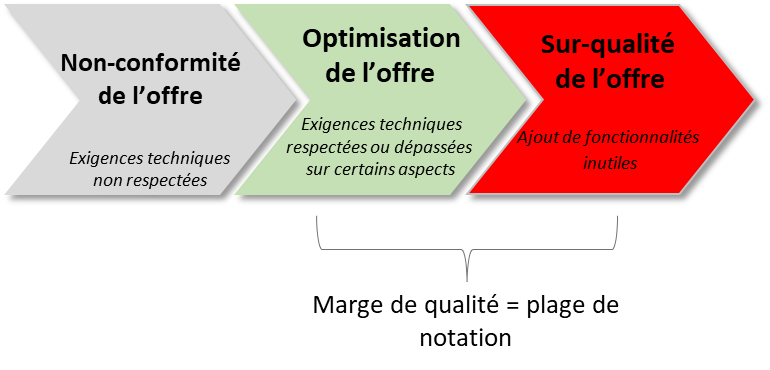 Non-conformité
de l’offre
Exigences techniques
non respectées
Optimisation
de l’offre
Exigences techniques
respectées ou dépassées
sur certains aspects
Sur-qualité
de l’offre
Ajout de fonctionnalités
inutiles
Marge de qualité = plage de
notation